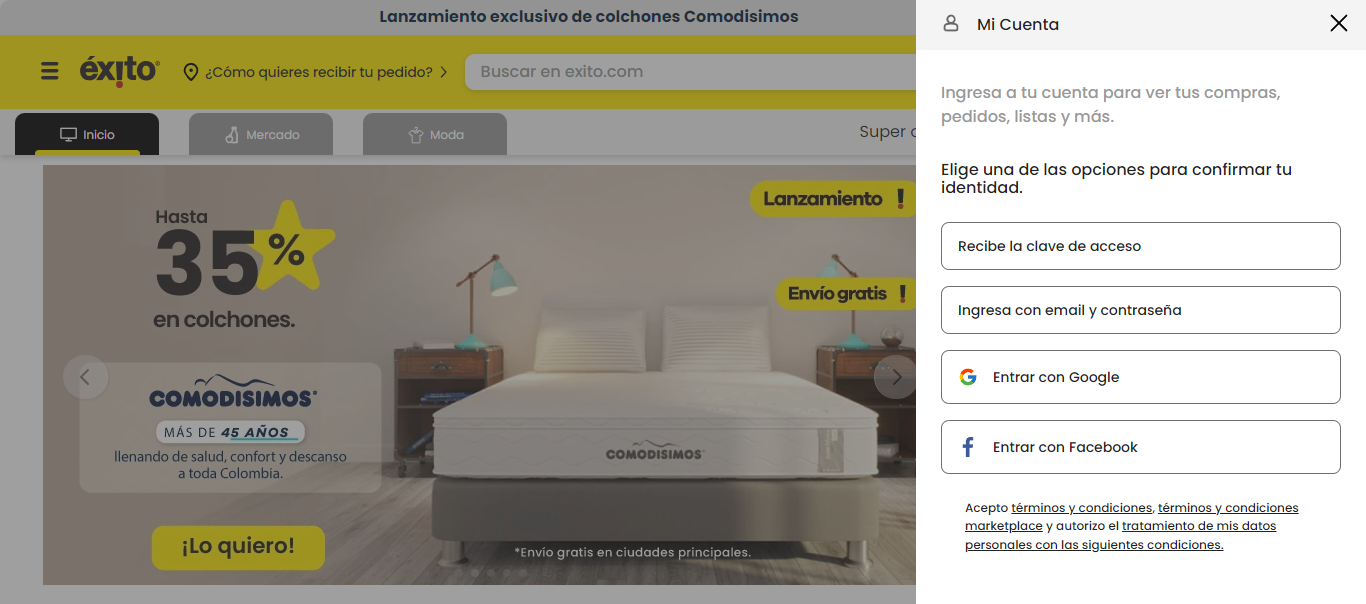 Lanzamiento exclusivo de colchones Comodisimos
éxito
¿Cómo quieres recibir tu pedido?
Buscar en exito.com
Inicio
Mercado
Moda
Hasta
35%
en colchones.
COMODISIMOS
MÁS DE 45 AÑOS
llenando de salud, confort y descanso
a toda Colombia.
¡Lo quiero!
Lanzamiento !
Envío gratis !
COMODISIMOS
*Envío gratis en ciudades principales.
Mi Cuenta
Ingresa a tu cuenta para ver tus compras,
pedidos, listas y más.
Elige una de las opciones para confirmar tu
identidad.
Recibe la clave de acceso
Ingresa con email y contraseña
Entrar con Google
Entrar con Facebook
Acepto términos y condiciones, términos y condiciones
marketplace y autorizo el tratamiento de mis datos
personales con las siguientes condiciones.